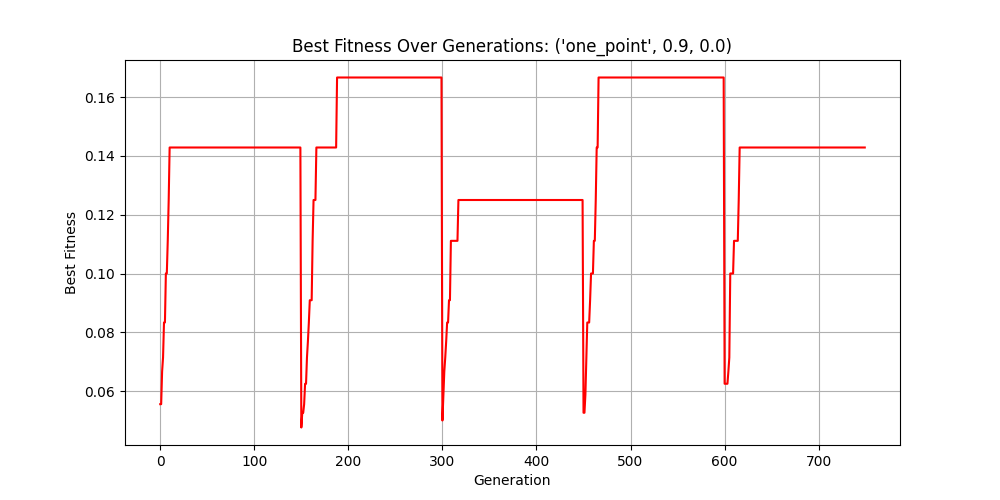 Best Fitness Over Generations: ('one_point', 0.9, 0.0)
Best Fitness
0.16
0.14
0.12
0.10
0.08
0.06
0 100 200 300 400 500 600 700
Generation